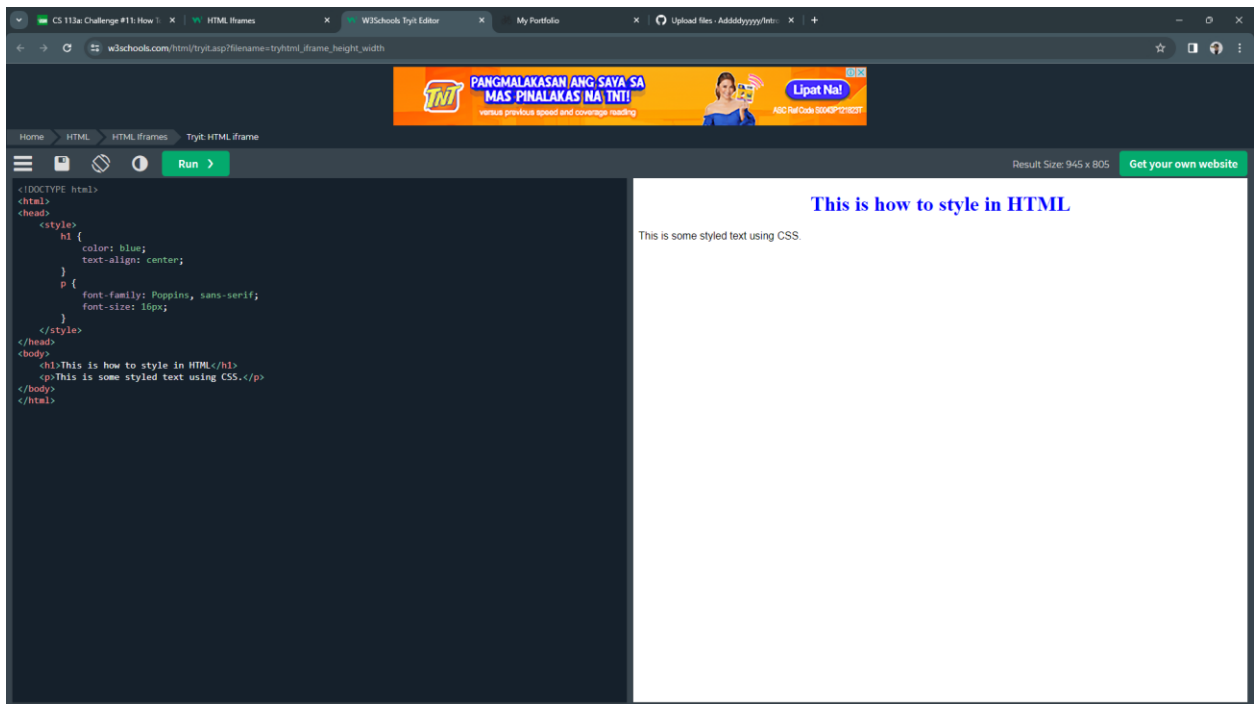 CS 113a: Challenge #11: How T
HTML Iframes
W3Schools Tryit Editor
My Portfolio
Upload files · Addddyyyyy/Intro
w3schools.com/html/tryit.asp?filename=tryhtml_iframe_height_width
TNT
PANGMALAKASAN ANG SAYA SA
MAS PINALAKAS NA TNT!
versus previous speed and coverage reading
Lipat Na!
Home
HTML
HTML Iframes
Tryit: HTML iframe
Run ❯
Result Size: 945 x 805
Get your own website
<!DOCTYPE html>
<html>
<head>
    <style>
        h1 {
            color: blue;
            text-align: center;
        }
        p {
            font-family: Poppins, sans-serif;
            font-size: 16px;
        }
    </style>
</head>
<body>
    <h1>This is how to style in HTML</h1>
    <p>This is some styled text using CSS.</p>
</body>
</html>
This is how to style in HTML
This is some styled text using CSS.